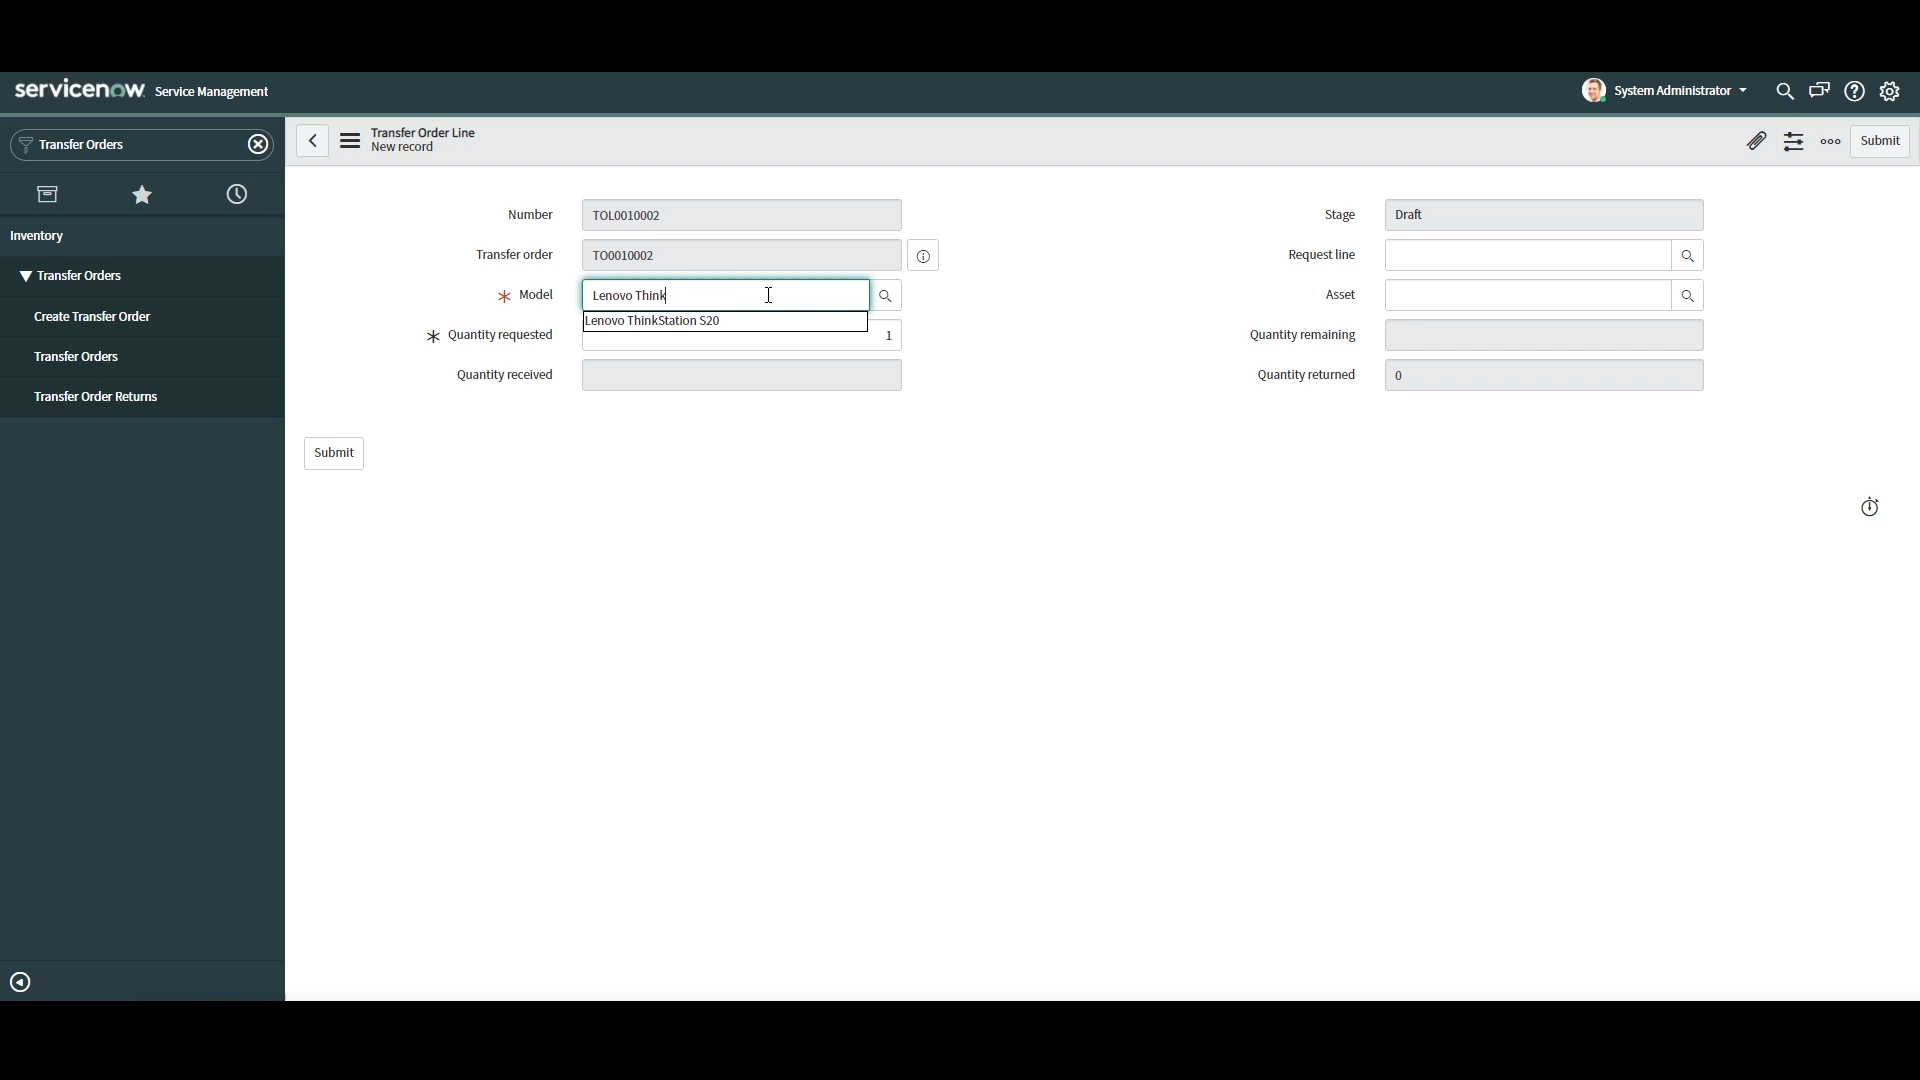 servicenow Service Management
System Administrator
Transfer Orders
Transfer Order Line
New record
Submit
Inventory
Transfer Orders
Create Transfer Order
Transfer Orders
Transfer Order Returns
Number TOL0010002
Stage Draft
Transfer order TO0010002
Request line
* Model Lenovo Think
Asset
Lenovo ThinkStation S20
* Quantity requested 1
Quantity remaining
Quantity received
Quantity returned 0
Submit